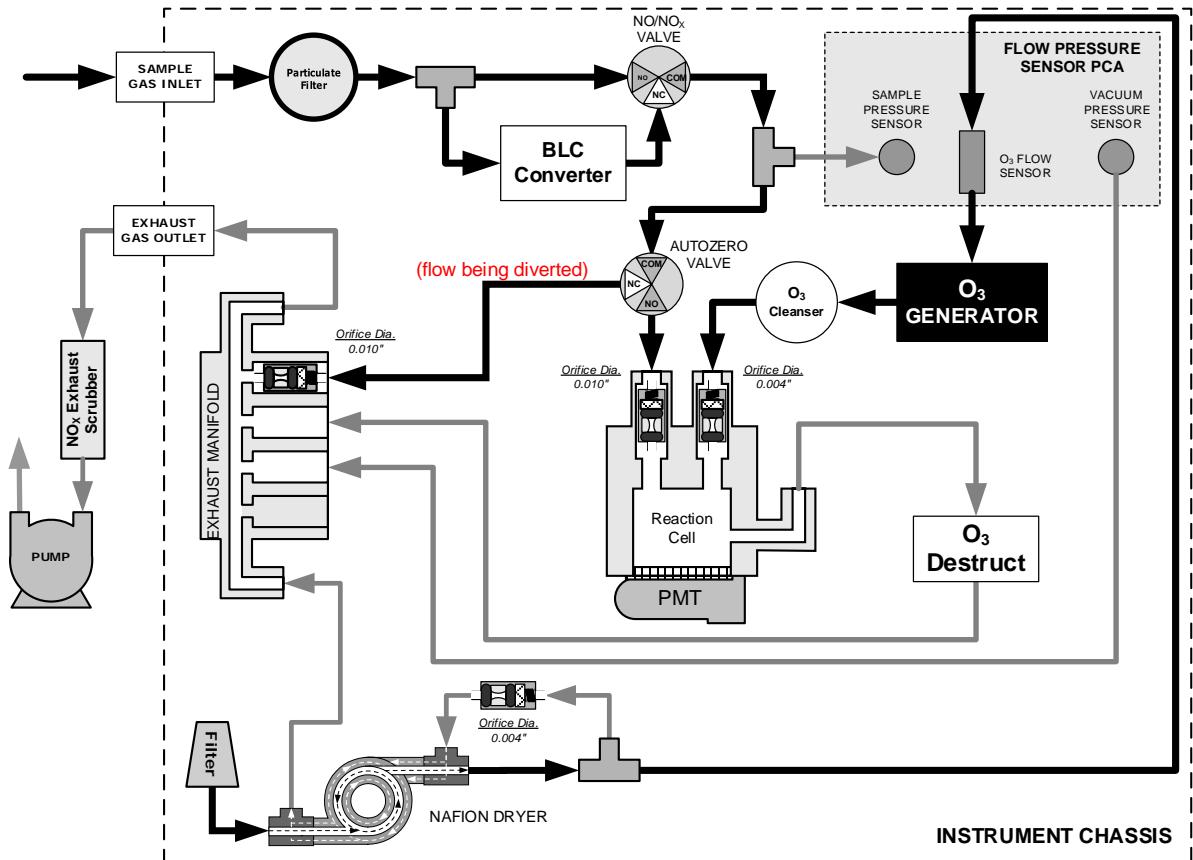 NO/NOX
VALVE
SAMPLE
GAS INLET
Particulate
Filter
NO
COM
NC
FLOW PRESSURE
SENSOR PCA
SAMPLE
PRESSURE
SENSOR
VACUUM
PRESSURE
SENSOR
O3 FLOW
SENSOR
BLC
Converter
EXHAUST
GAS OUTLET
AUTOZERO
VALVE
(flow being diverted)
COM
NC
NO
O3
Cleanser
O3
GENERATOR
Orifice Dia.
0.010"
Orifice Dia.
0.010"
Orifice Dia.
0.004"
NOX Exhaust
Scrubber
EXHAUST MANIFOLD
Reaction
Cell
O3
Destruct
PUMP
PMT
Orifice Dia.
0.004"
Filter
NAFION DRYER
INSTRUMENT CHASSIS